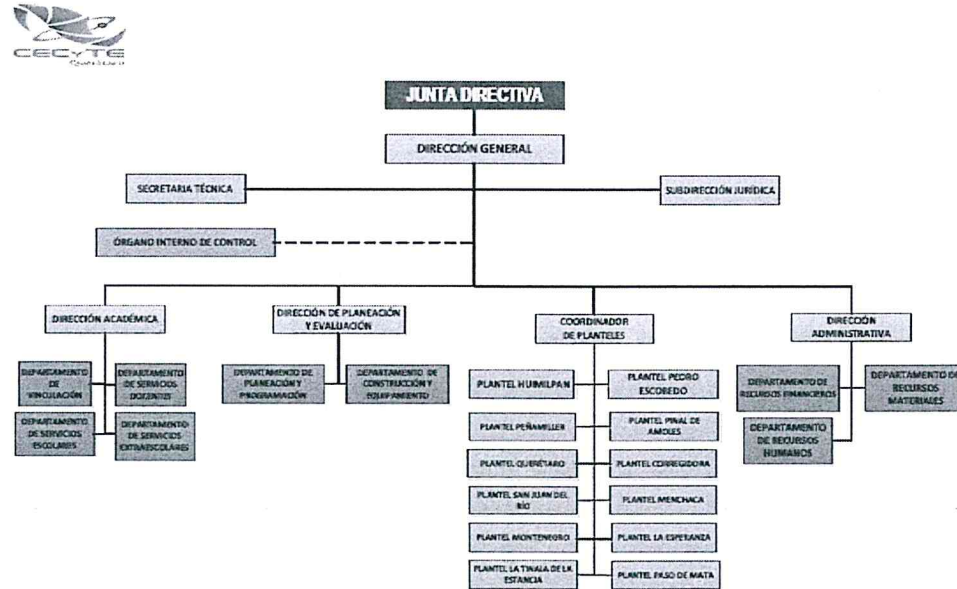 CECyTE
Querétaro
JUNTA DIRECTIVA
DIRECCIÓN GENERAL
SECRETARIA TÉCNICA
SUBDIRECCIÓN JURÍDICA
ÓRGANO INTERNO DE CONTROL
DIRECCIÓN ACADÉMICA
DEPARTAMENTO
DE
VINCULACIÓN
DEPARTAMENTO
DE SERVICIOS
DOCENTES
DEPARTAMENTO
DE SERVICIOS
ESCOLARES
DEPARTAMENTO
DE SERVICIOS
EXTRAESCOLARES
DIRECCIÓN DE PLANEACIÓN
Y EVALUACIÓN
DEPARTAMENTO DE
PLANEACIÓN Y
PROGRAMACIÓN
DEPARTAMENTO DE
CONSTRUCCIÓN Y
EQUIPAMIENTO
COORDINADOR
DE PLANTELES
PLANTEL HUIMILPAN
PLANTEL PEDRO
ESCOBEDO
PLANTEL PEÑAMILLER
PLANTEL PINAL DE
AMOLES
PLANTEL QUERÉTARO
PLANTEL CORREGIDORA
PLANTEL SAN JUAN DEL
RÍO
PLANTEL MENCHACA
PLANTEL MONTENEGRO
PLANTEL LA ESPERANZA
PLANTEL LA TINAJA DE LA
ESTANCIA
PLANTEL PASO DE MATA
DIRECCIÓN
ADMINISTRATIVA
DEPARTAMENTO DE
RECURSOS FINANCIEROS
DEPARTAMENTO DE
RECURSOS
MATERIALES
DEPARTAMENTO
DE RECURSOS
HUMANOS